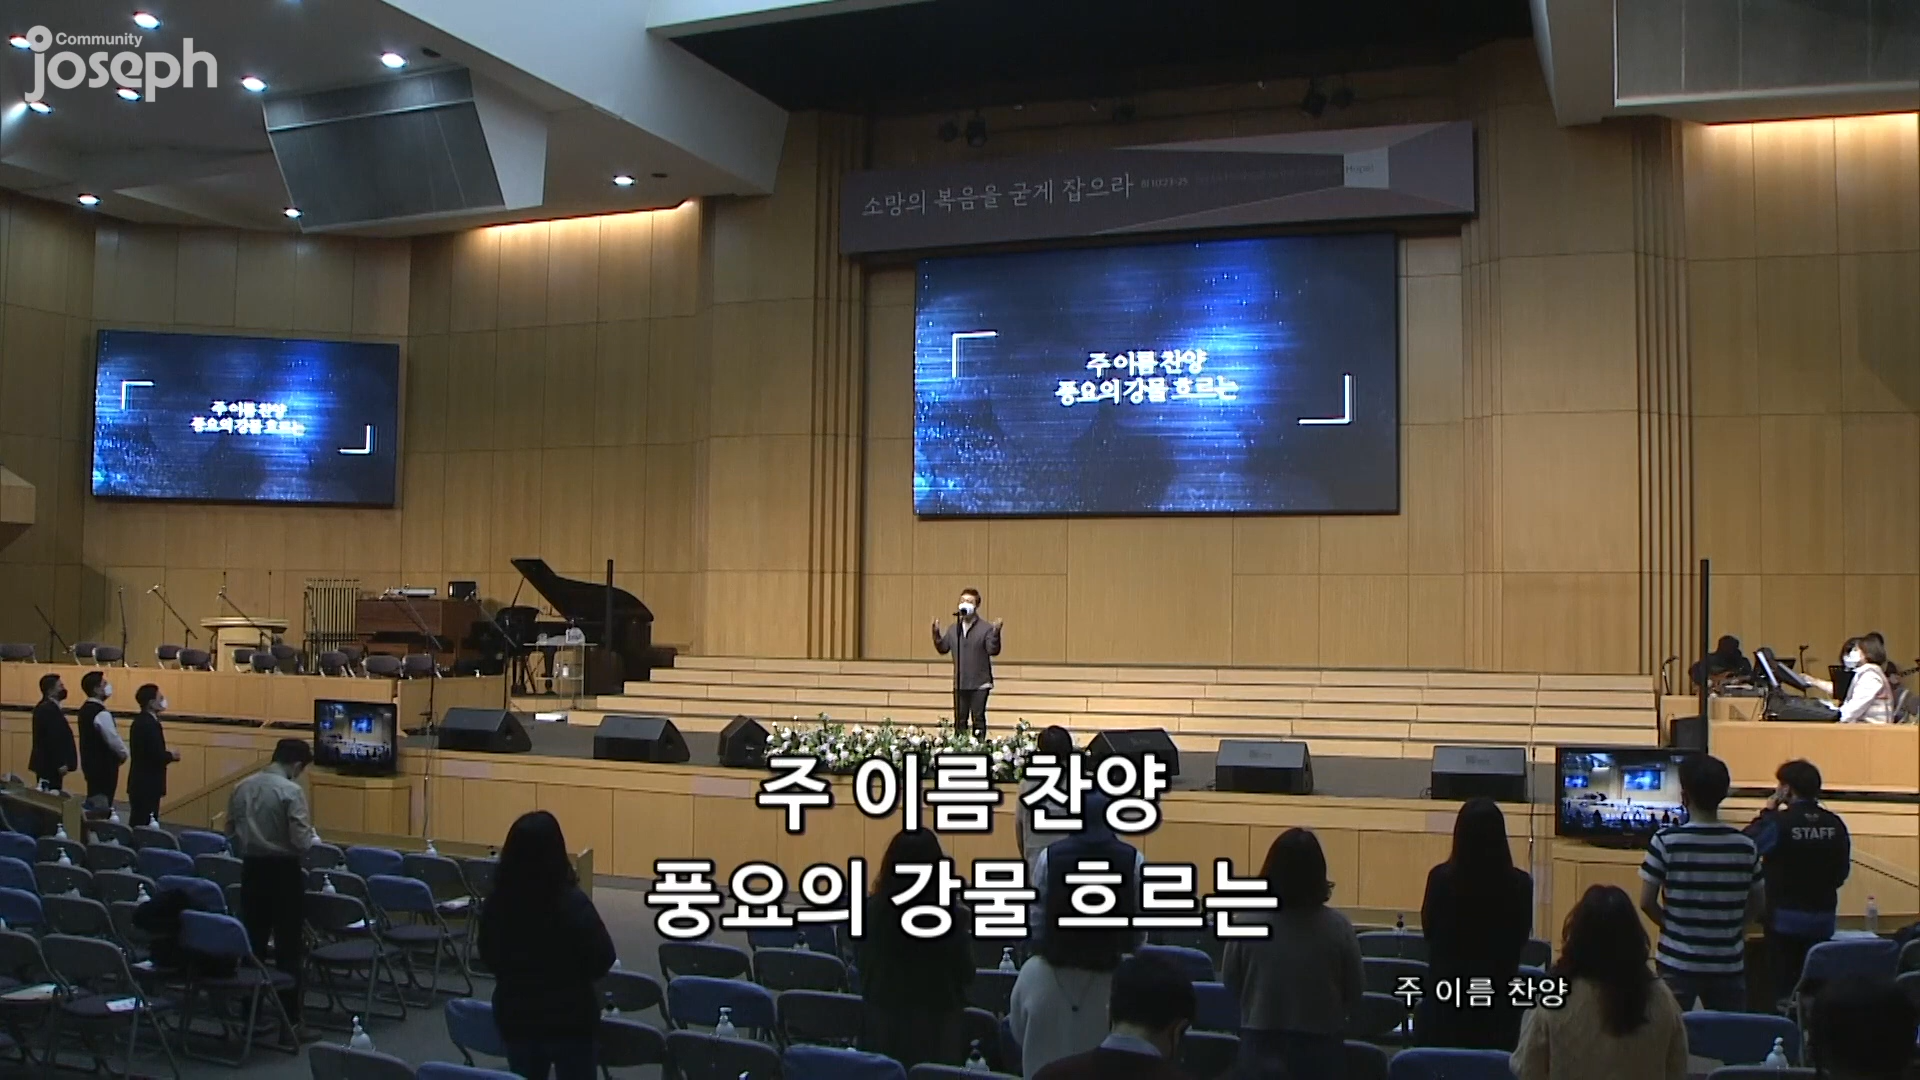 Community
joseph
소망의 복음을 굳게 잡으라
주 이름 찬양
풍요의 강물 흐르는
주 이름 찬양
풍요의 강물 흐르는
STAFF
주 이름 찬양
풍요의 강물 흐르는
주 이름 찬양